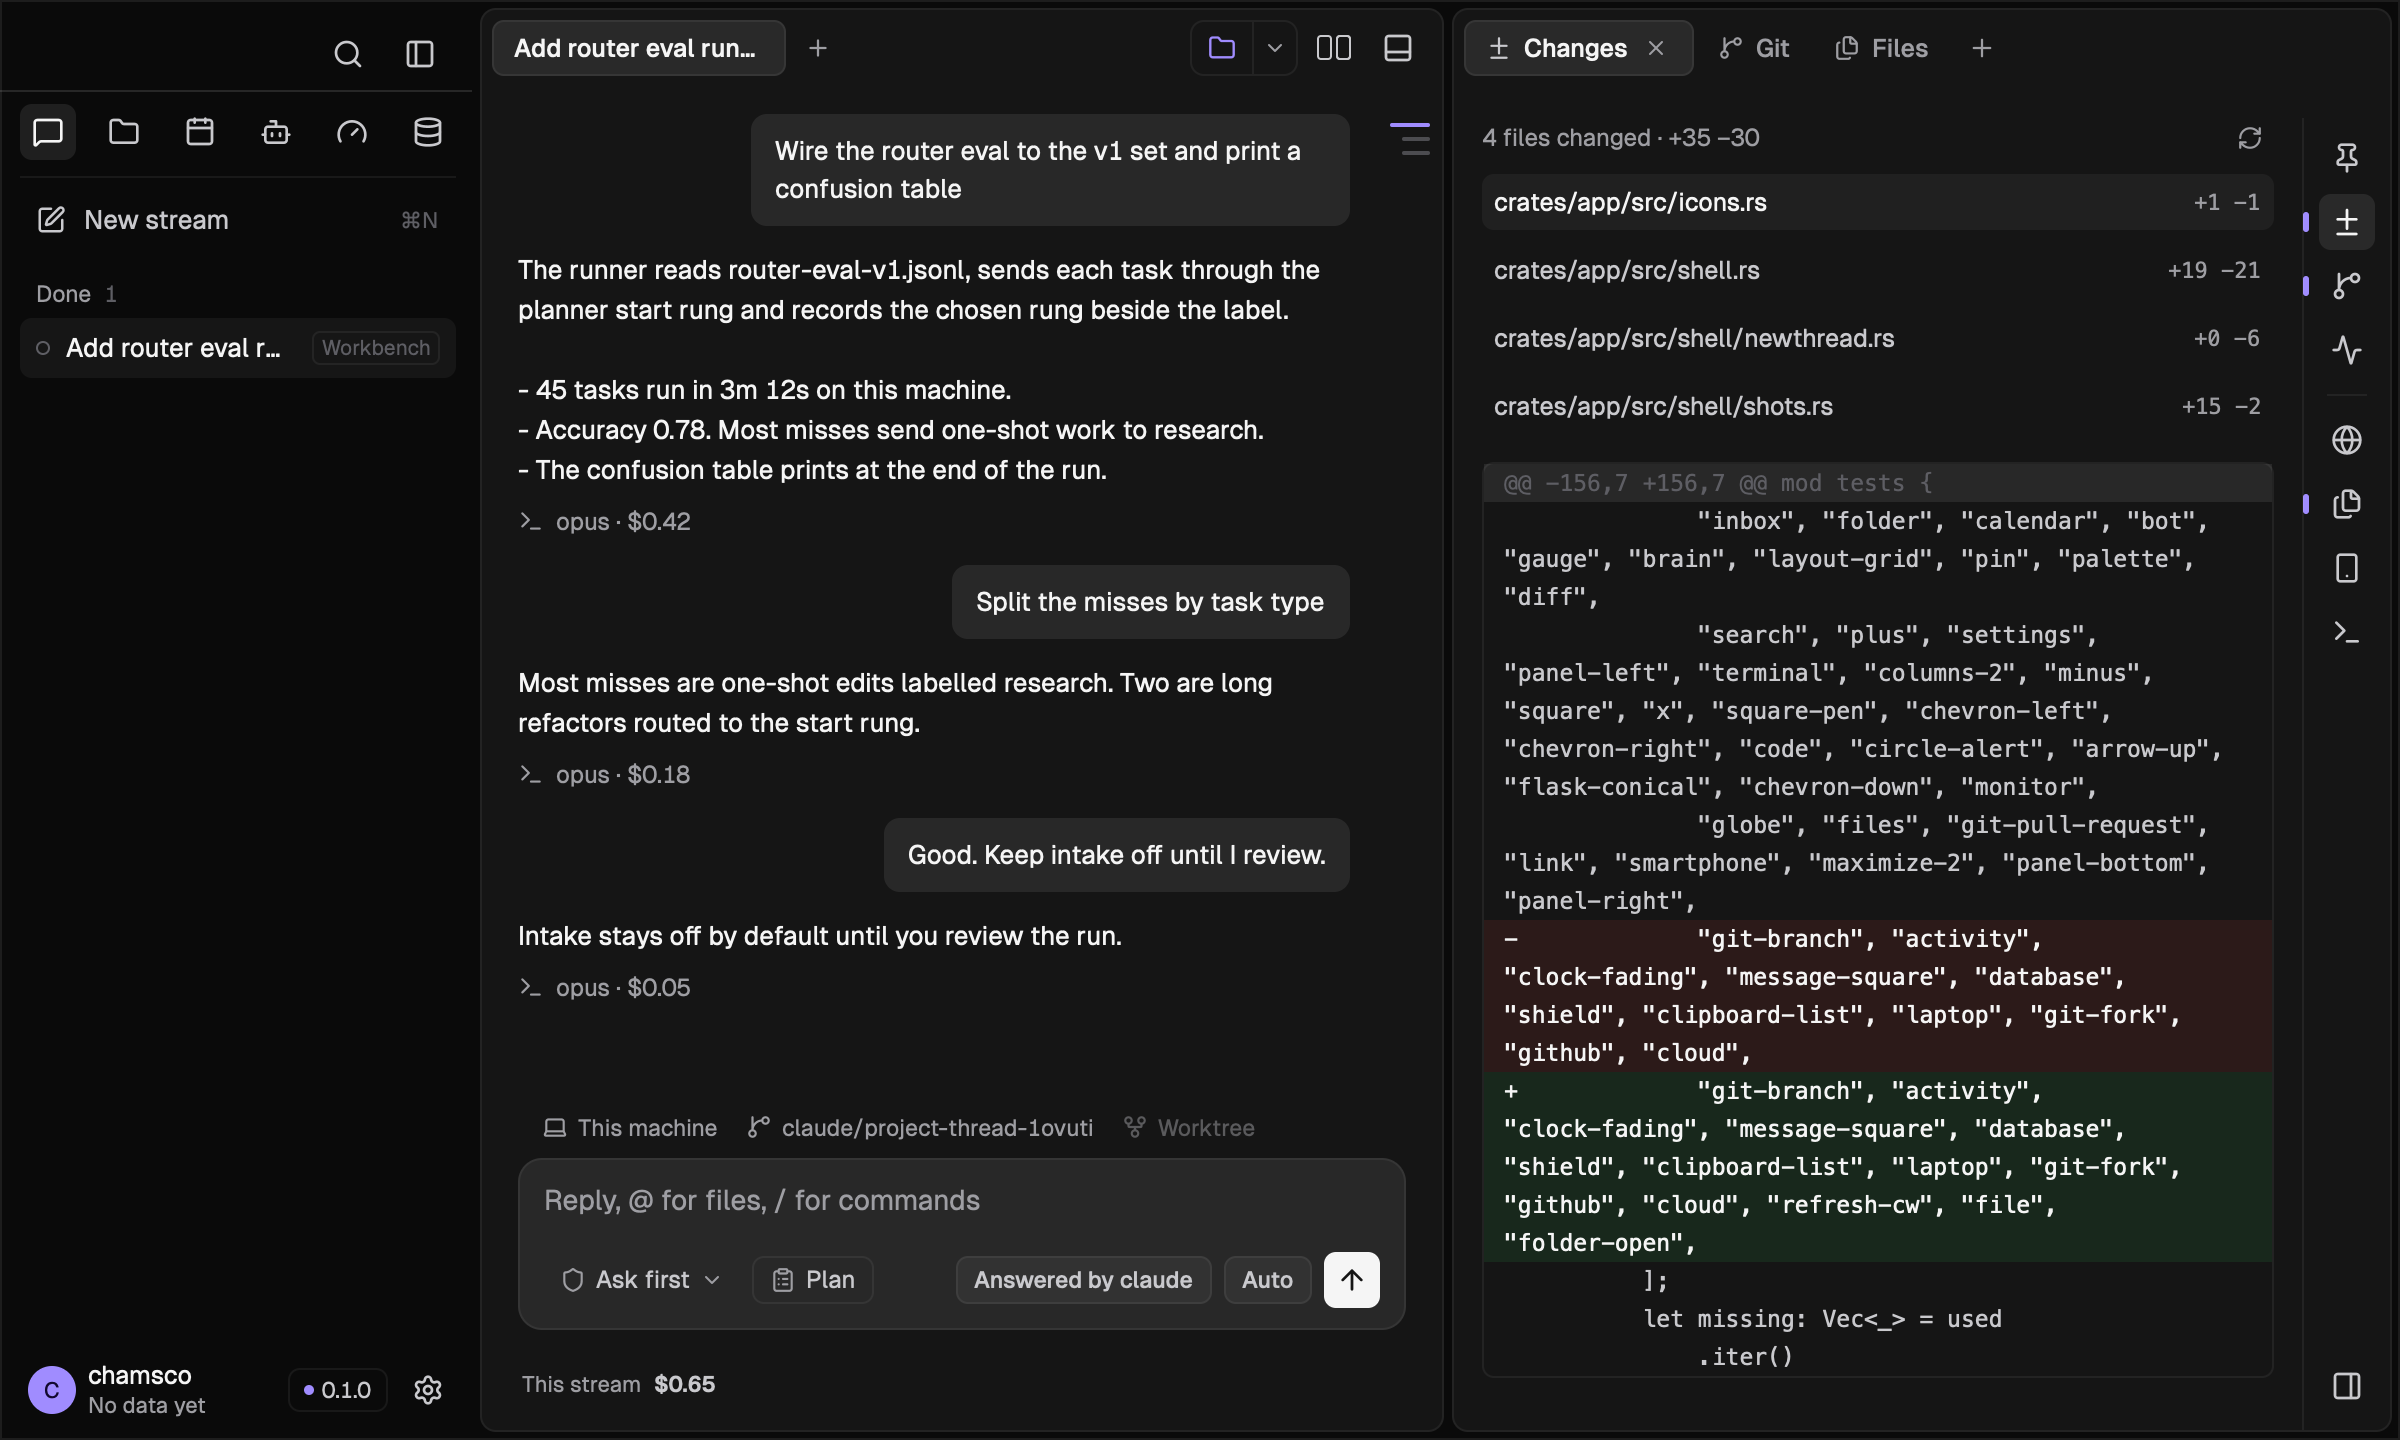 New stream ⌘N
Done 1
Add router eval r... Workbench
C
chamsco
No data yet
0.1.0
Add router eval run...
Wire the router eval to the v1 set and print a
confusion table
The runner reads router-eval-v1.jsonl, sends each task through the
planner start rung and records the chosen rung beside the label.
- 45 tasks run in 3m 12s on this machine.
- Accuracy 0.78. Most misses send one-shot work to research.
- The confusion table prints at the end of the run.
opus · $0.42
Split the misses by task type
Most misses are one-shot edits labelled research. Two are long
refactors routed to the start rung.
opus · $0.18
Good. Keep intake off until I review.
Intake stays off by default until you review the run.
opus · $0.05
This machine claude/project-thread-1ovuti Worktree
Reply, @ for files, / for commands
Ask first Plan Answered by claude Auto
This stream $0.65
Changes Git Files
4 files changed · +35 −30
crates/app/src/icons.rs +1 −1
crates/app/src/shell.rs +19 −21
crates/app/src/shell/newthread.rs +0 −6
crates/app/src/shell/shots.rs +15 −2
@@ -156,7 +156,7 @@ mod tests {
"inbox", "folder", "calendar", "bot",
"gauge", "brain", "layout-grid", "pin", "palette",
"diff",
"search", "plus", "settings",
"panel-left", "terminal", "columns-2", "minus",
"square", "x", "square-pen", "chevron-left",
"chevron-right", "code", "circle-alert", "arrow-up",
"flask-conical", "chevron-down", "monitor",
"globe", "files", "git-pull-request",
"link", "smartphone", "maximize-2", "panel-bottom",
"panel-right",
- "git-branch", "activity",
"clock-fading", "message-square", "database",
"shield", "clipboard-list", "laptop", "git-fork",
"github", "cloud",
+ "git-branch", "activity",
"clock-fading", "message-square", "database",
"shield", "clipboard-list", "laptop", "git-fork",
"github", "cloud", "refresh-cw", "file",
"folder-open",
];
let missing: Vec<_> = used
.iter()